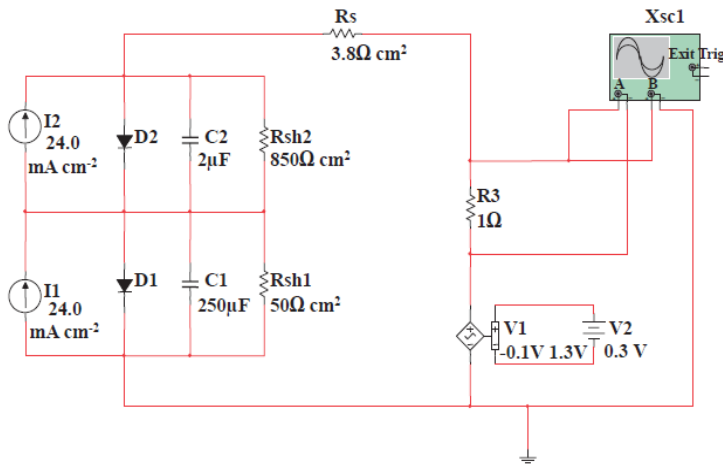 Rs
3.8Ω cm²
Xsc1
Exit Trig
A
B
I2
24.0
mA cm⁻²
D2
C2
2µF
Rsh2
850Ω cm²
R3
1Ω
I1
24.0
mA cm⁻²
D1
C1
250µF
Rsh1
50Ω cm²
V1
-0.1V 1.3V
V2
0.3 V